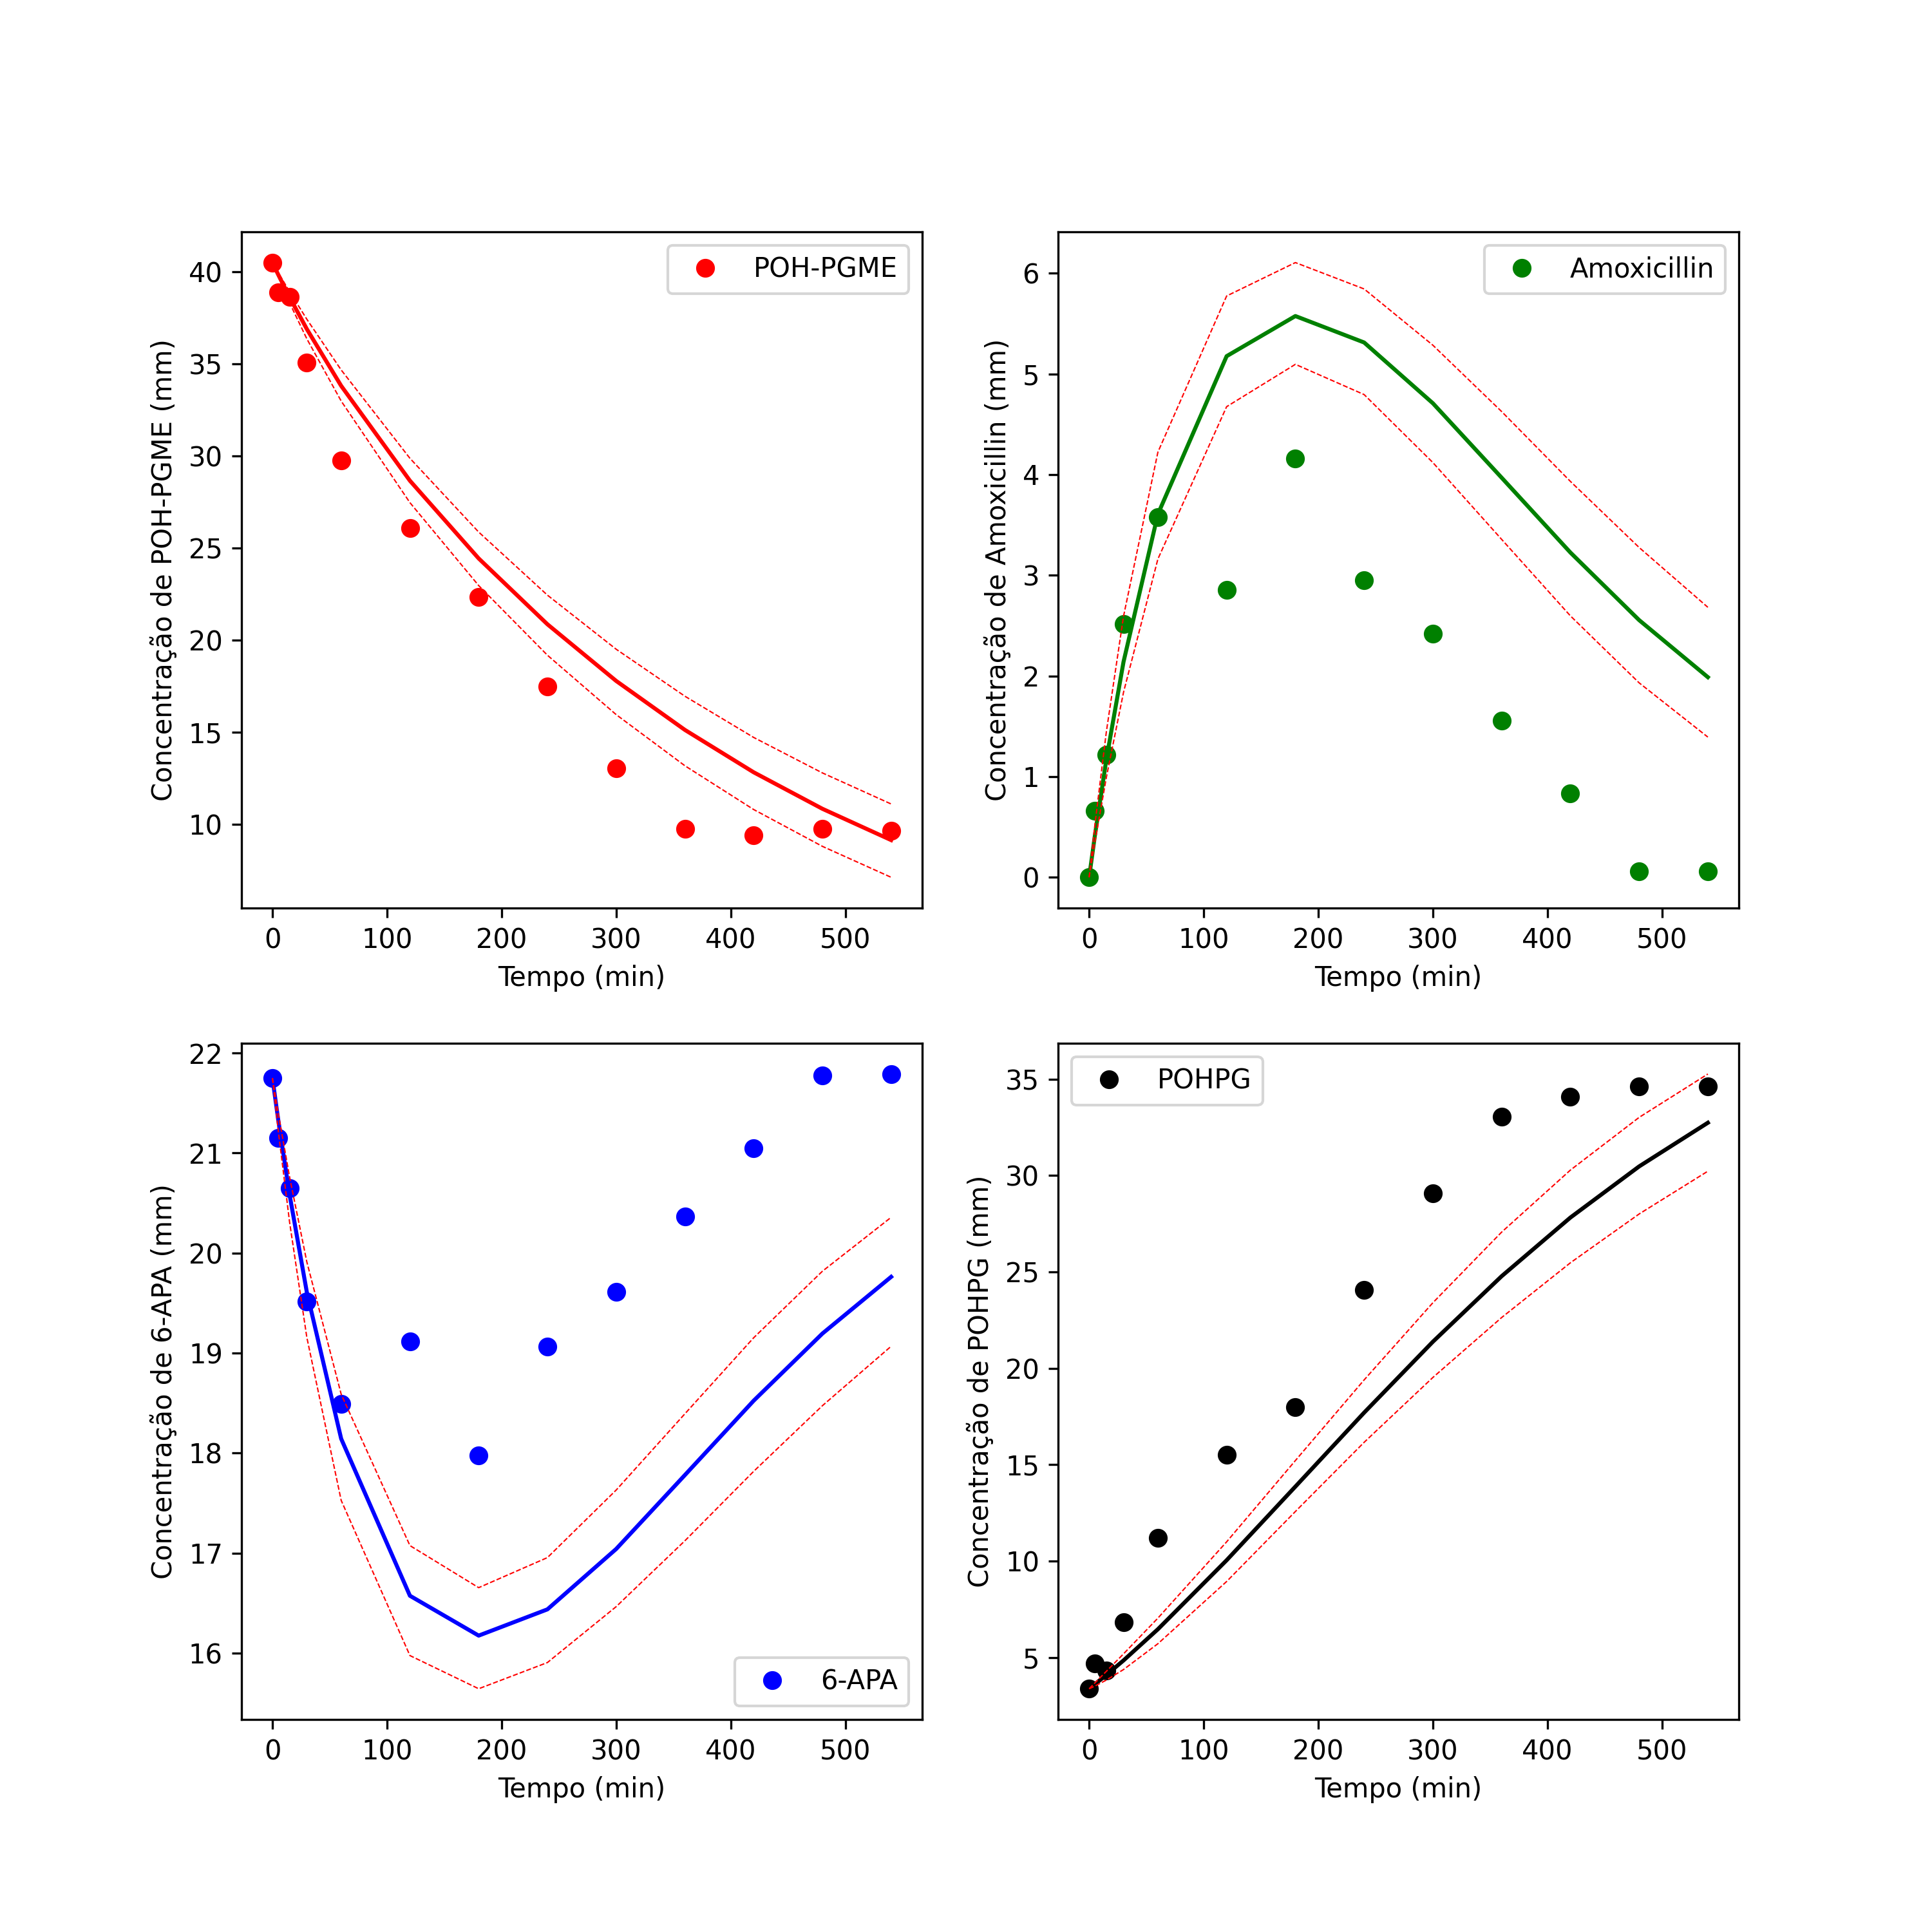 POH-PGME
Concentração de POH-PGME (mm)
40
35
30
25
20
15
10
0 100 200 300 400 500
Tempo (min)
Amoxicillin
Concentração de Amoxicillin (mm)
6
5
4
3
2
1
0
0 100 200 300 400 500
Tempo (min)
6-APA
Concentração de 6-APA (mm)
22
21
20
19
18
17
16
0 100 200 300 400 500
Tempo (min)
POHPG
Concentração de POHPG (mm)
35
30
25
20
15
10
5
0 100 200 300 400 500
Tempo (min)